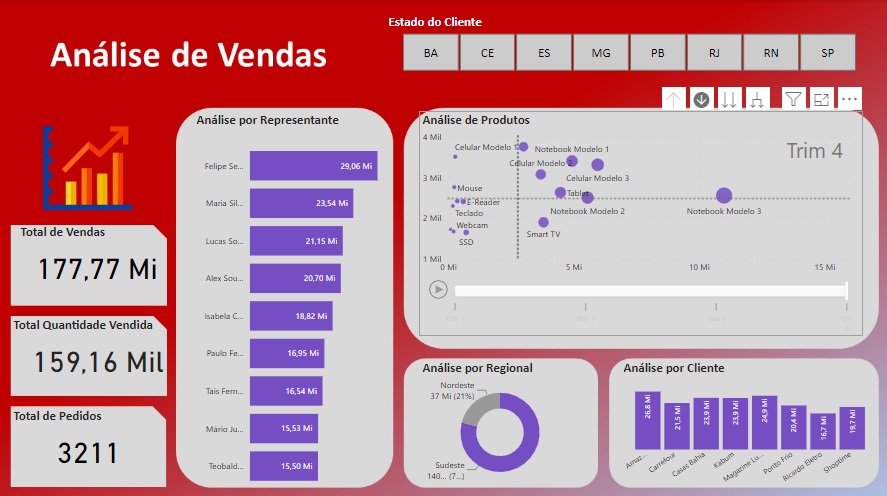 Estado do Cliente
Análise de Vendas
BA
CE
ES
MG
PB
RJ
RN
SP
Análise por Representante
Felipe Se...
29,06 Mi
Maria Sil...
23,54 Mi
Lucas So...
21,15 Mi
Alex Sou...
20,70 Mi
Isabela C...
18,82 Mi
Paulo Fe...
16,95 Mi
Tais Fern...
16,54 Mi
Mário Ju...
15,53 Mi
Teobald...
15,50 Mi
Total de Vendas
177,77 Mi
Total Quantidade Vendida
159,16 Mil
Total de Pedidos
3211
Análise de Produtos
Trim 4
4 Mi
3 Mi
2 Mi
1 Mi
0 Mi
5 Mi
10 Mi
15 Mi
Celular Modelo 1
Notebook Modelo 1
Celular Modelo 2
Celular Modelo 3
Mouse
Tablet
E-Reader
Teclado
Notebook Modelo 2
Notebook Modelo 3
Webcam
Smart TV
SSD
Análise por Regional
Nordeste
37 Mi (21%)
Sudeste
140... (7...)
Análise por Cliente
26,8 Mi
21,5 Mi
23,9 Mi
23,9 Mi
24,9 Mi
20,4 Mi
16,7 Mi
19,7 Mi
Amaz...
Carrefour
Casas Bahia
Kabum
Magazine Lu...
Ponto Frio
Ricardo Eletro
Shoptime